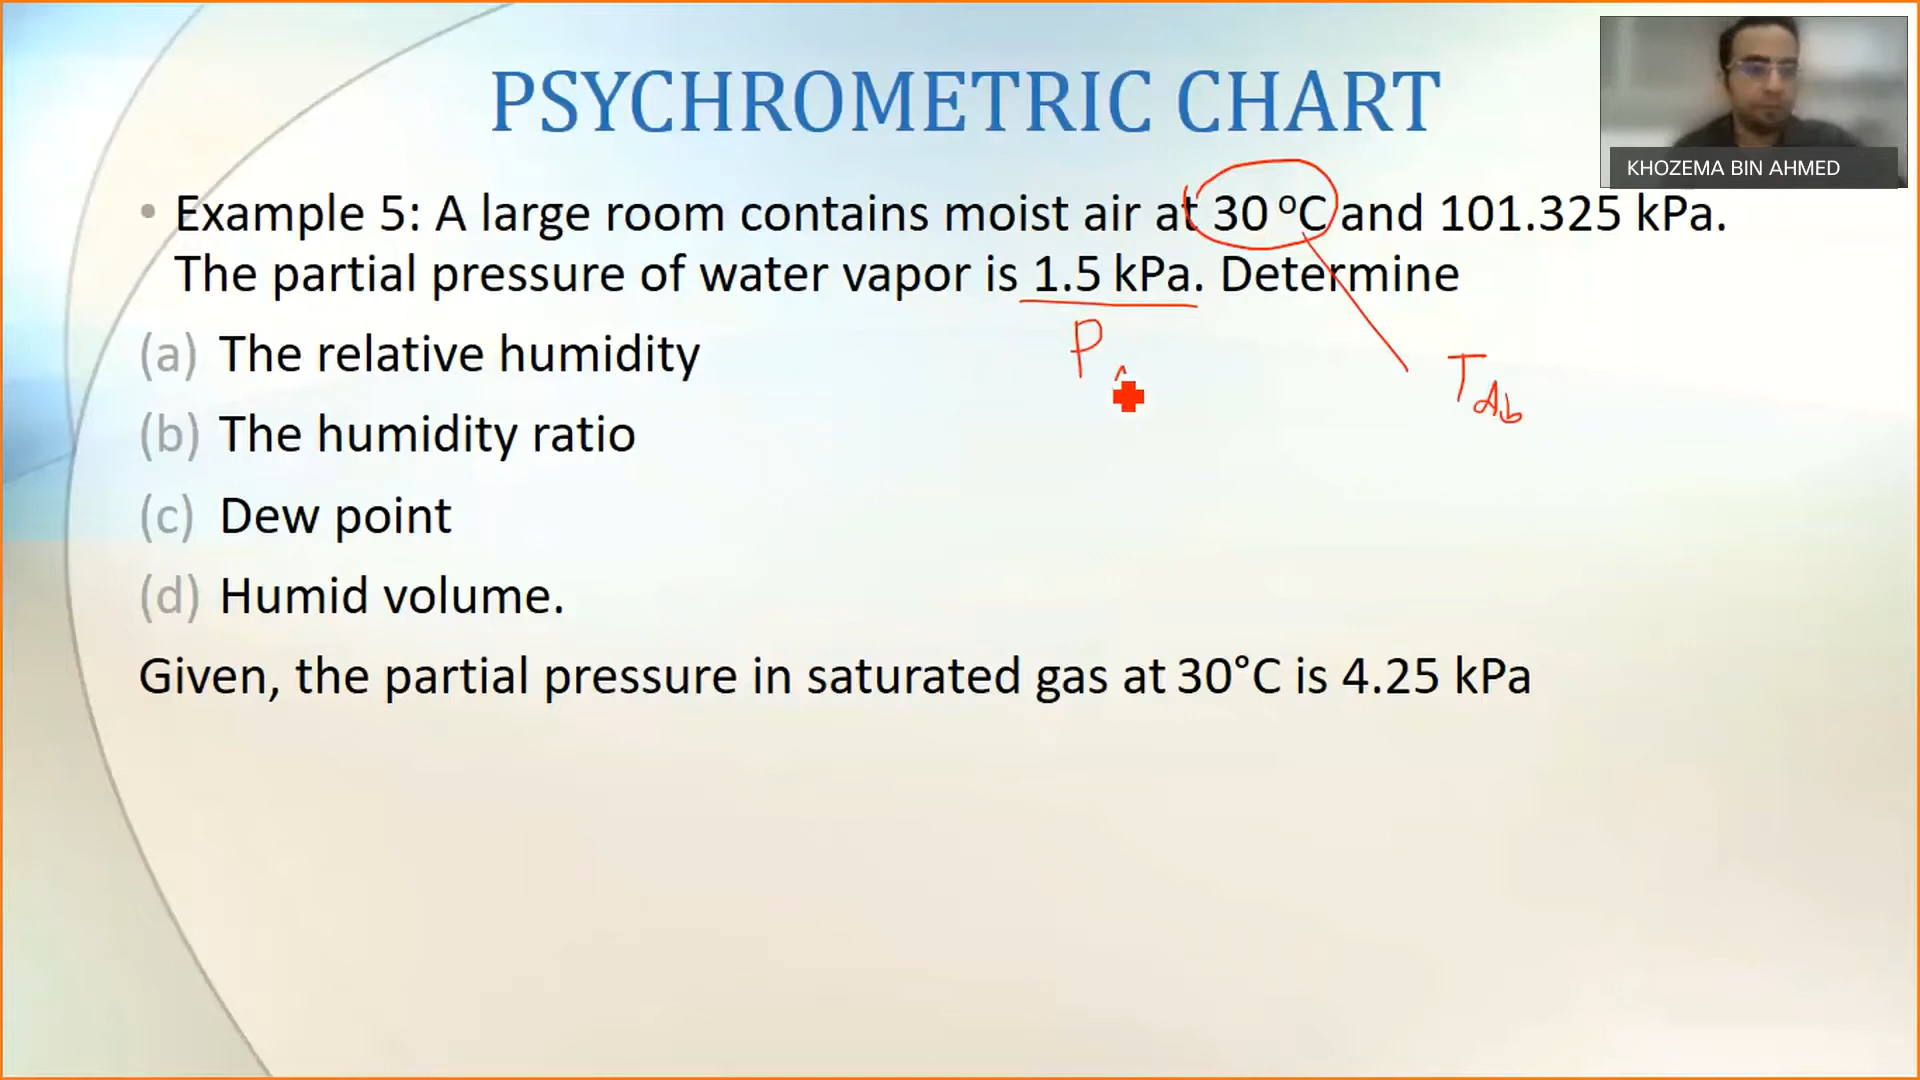 PSYCHROMETRIC CHART
KHOZEMA BIN AHMED
• Example 5: A large room contains moist air at 30 °C and 101.325 kPa.
The partial pressure of water vapor is 1.5 kPa. Determine
P
T db
(a) The relative humidity
(b) The humidity ratio
(c) Dew point
(d) Humid volume.
Given, the partial pressure in saturated gas at 30°C is 4.25 kPa